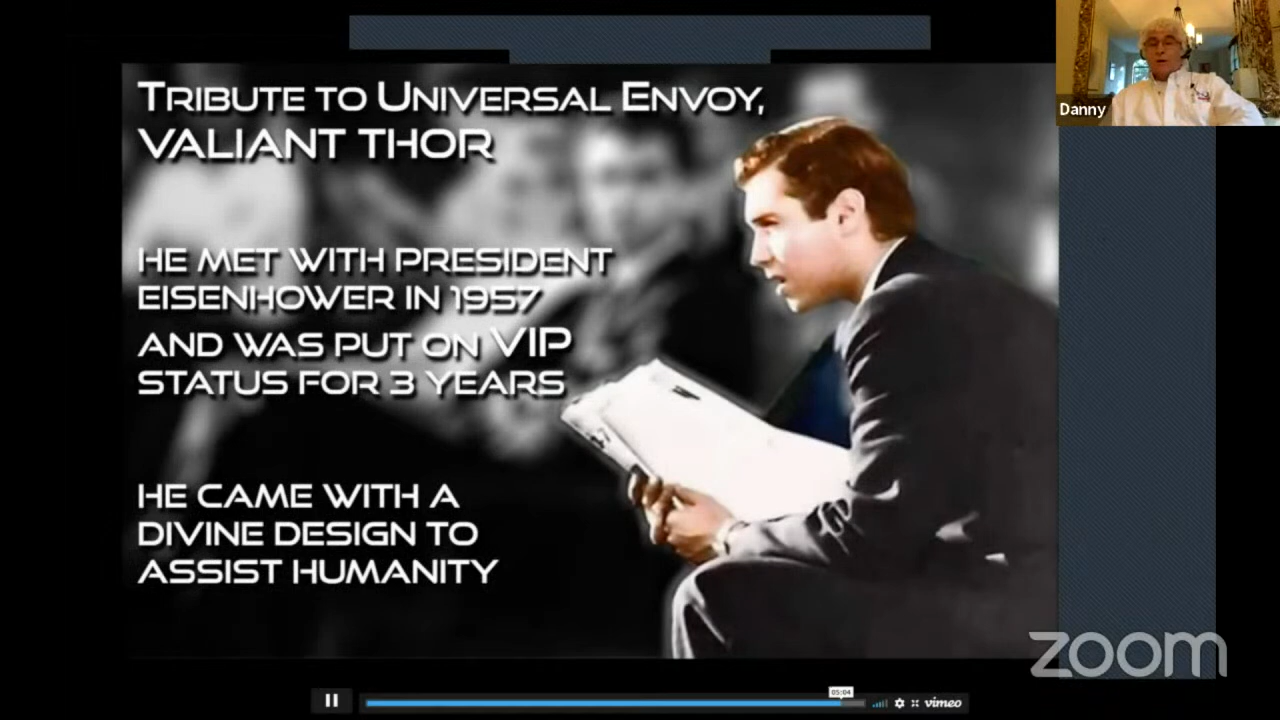 TRIBUTE TO UNIVERSAL ENVOY,
VALIANT THOR
HE MET WITH PRESIDENT
EISENHOWER IN 1957
AND WAS PUT ON VIP
STATUS FOR 3 YEARS
HE CAME WITH A
DIVINE DESIGN TO
ASSIST HUMANITY
Danny
zoom
05:04
vimeo